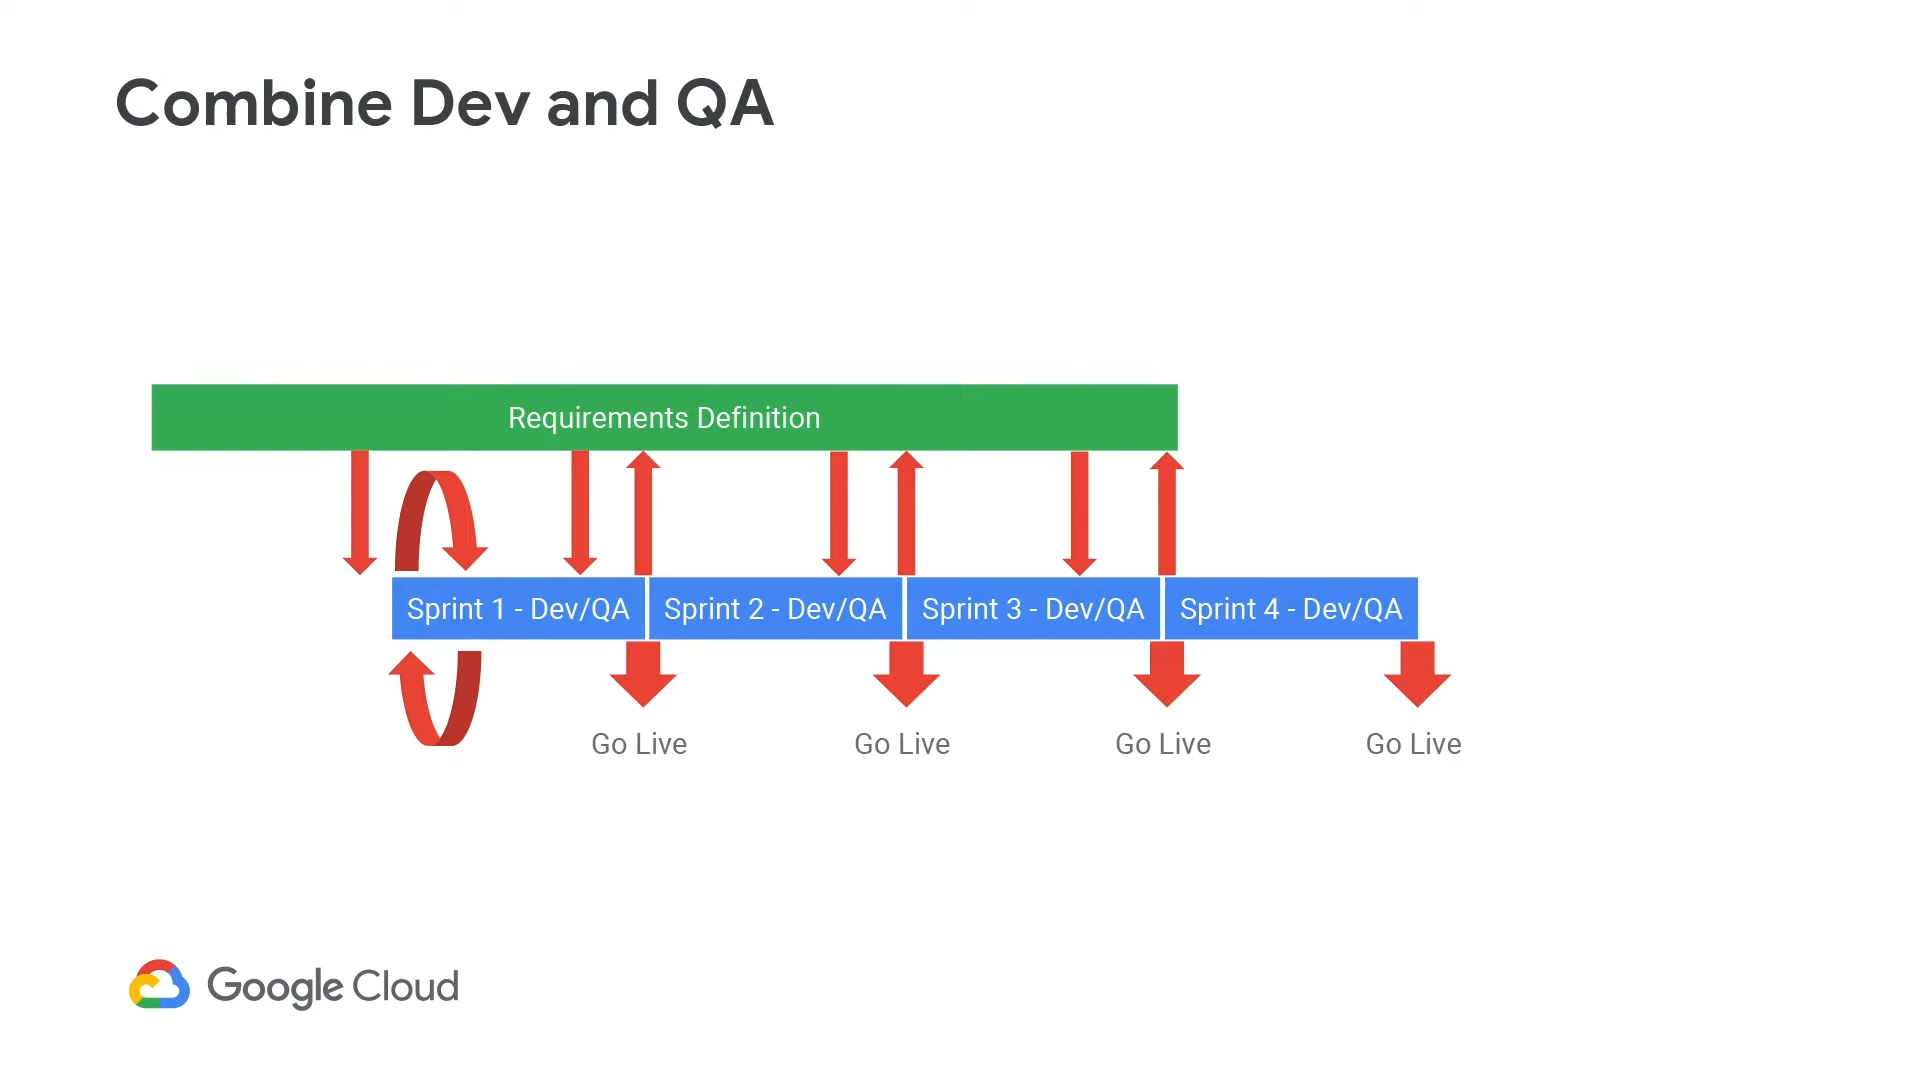 Combine Dev and QA
Requirements Definition
Sprint 1 - Dev/QA
Sprint 2 - Dev/QA
Sprint 3 - Dev/QA
Sprint 4 - Dev/QA
Go Live
Go Live
Go Live
Go Live
Google Cloud